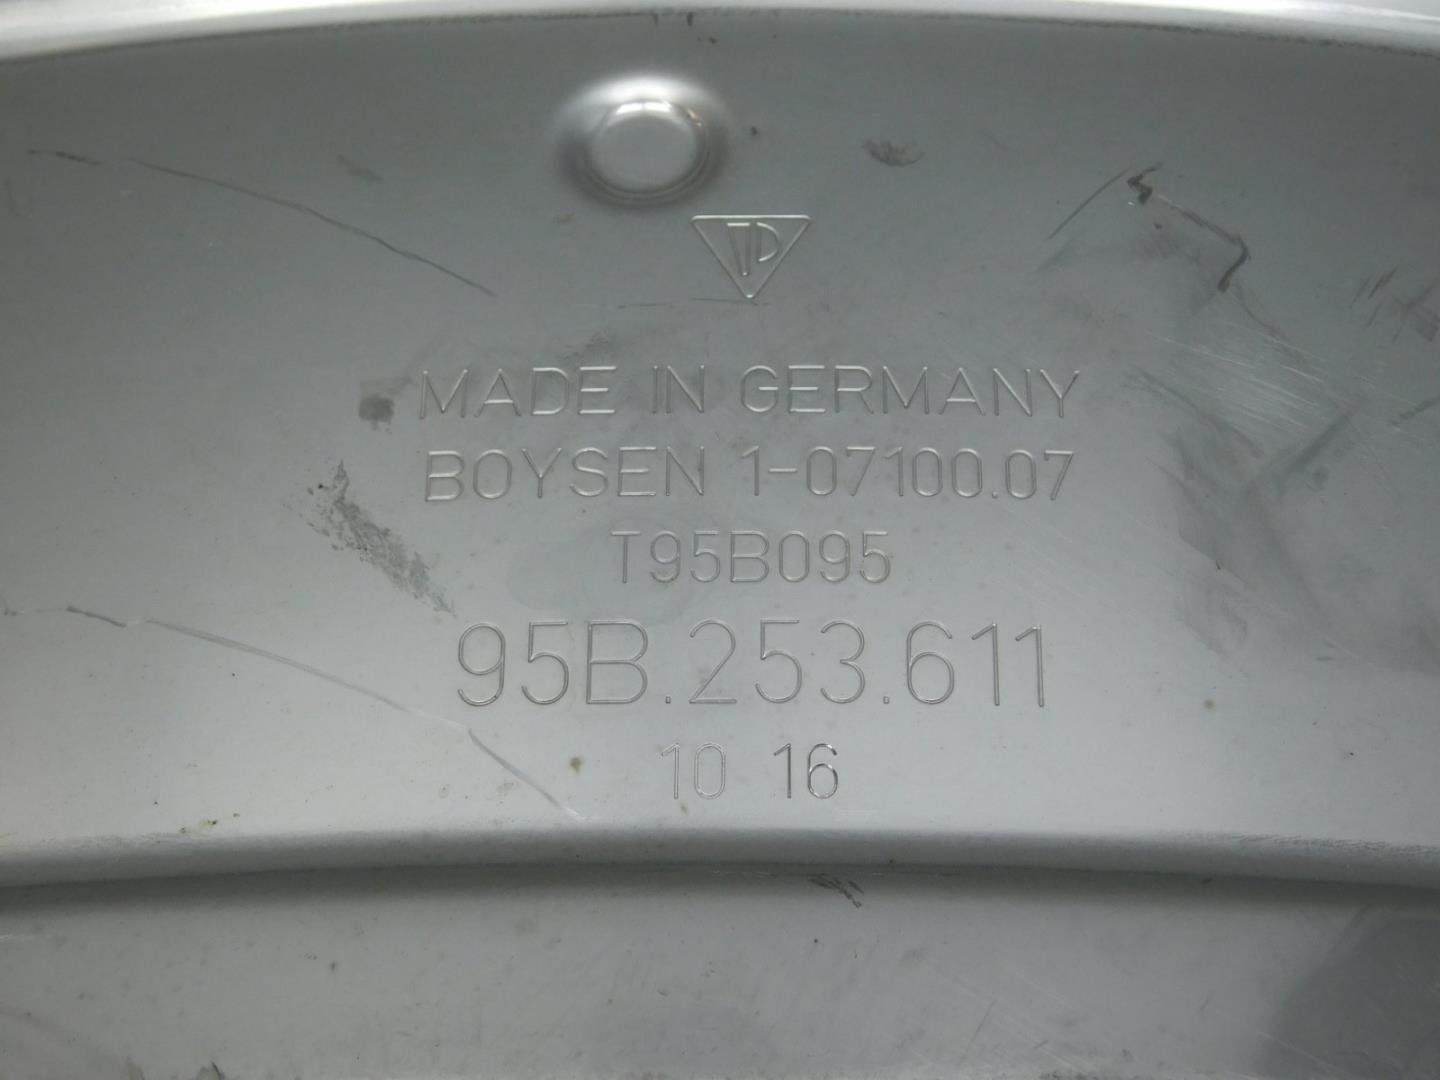 MADE IN GERMANY
BOYSEN 1-07100.07
T95B095
95B.253.611
10 16